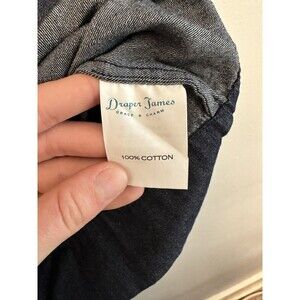 Draper James
GRACE & CHARM
100% COTTON